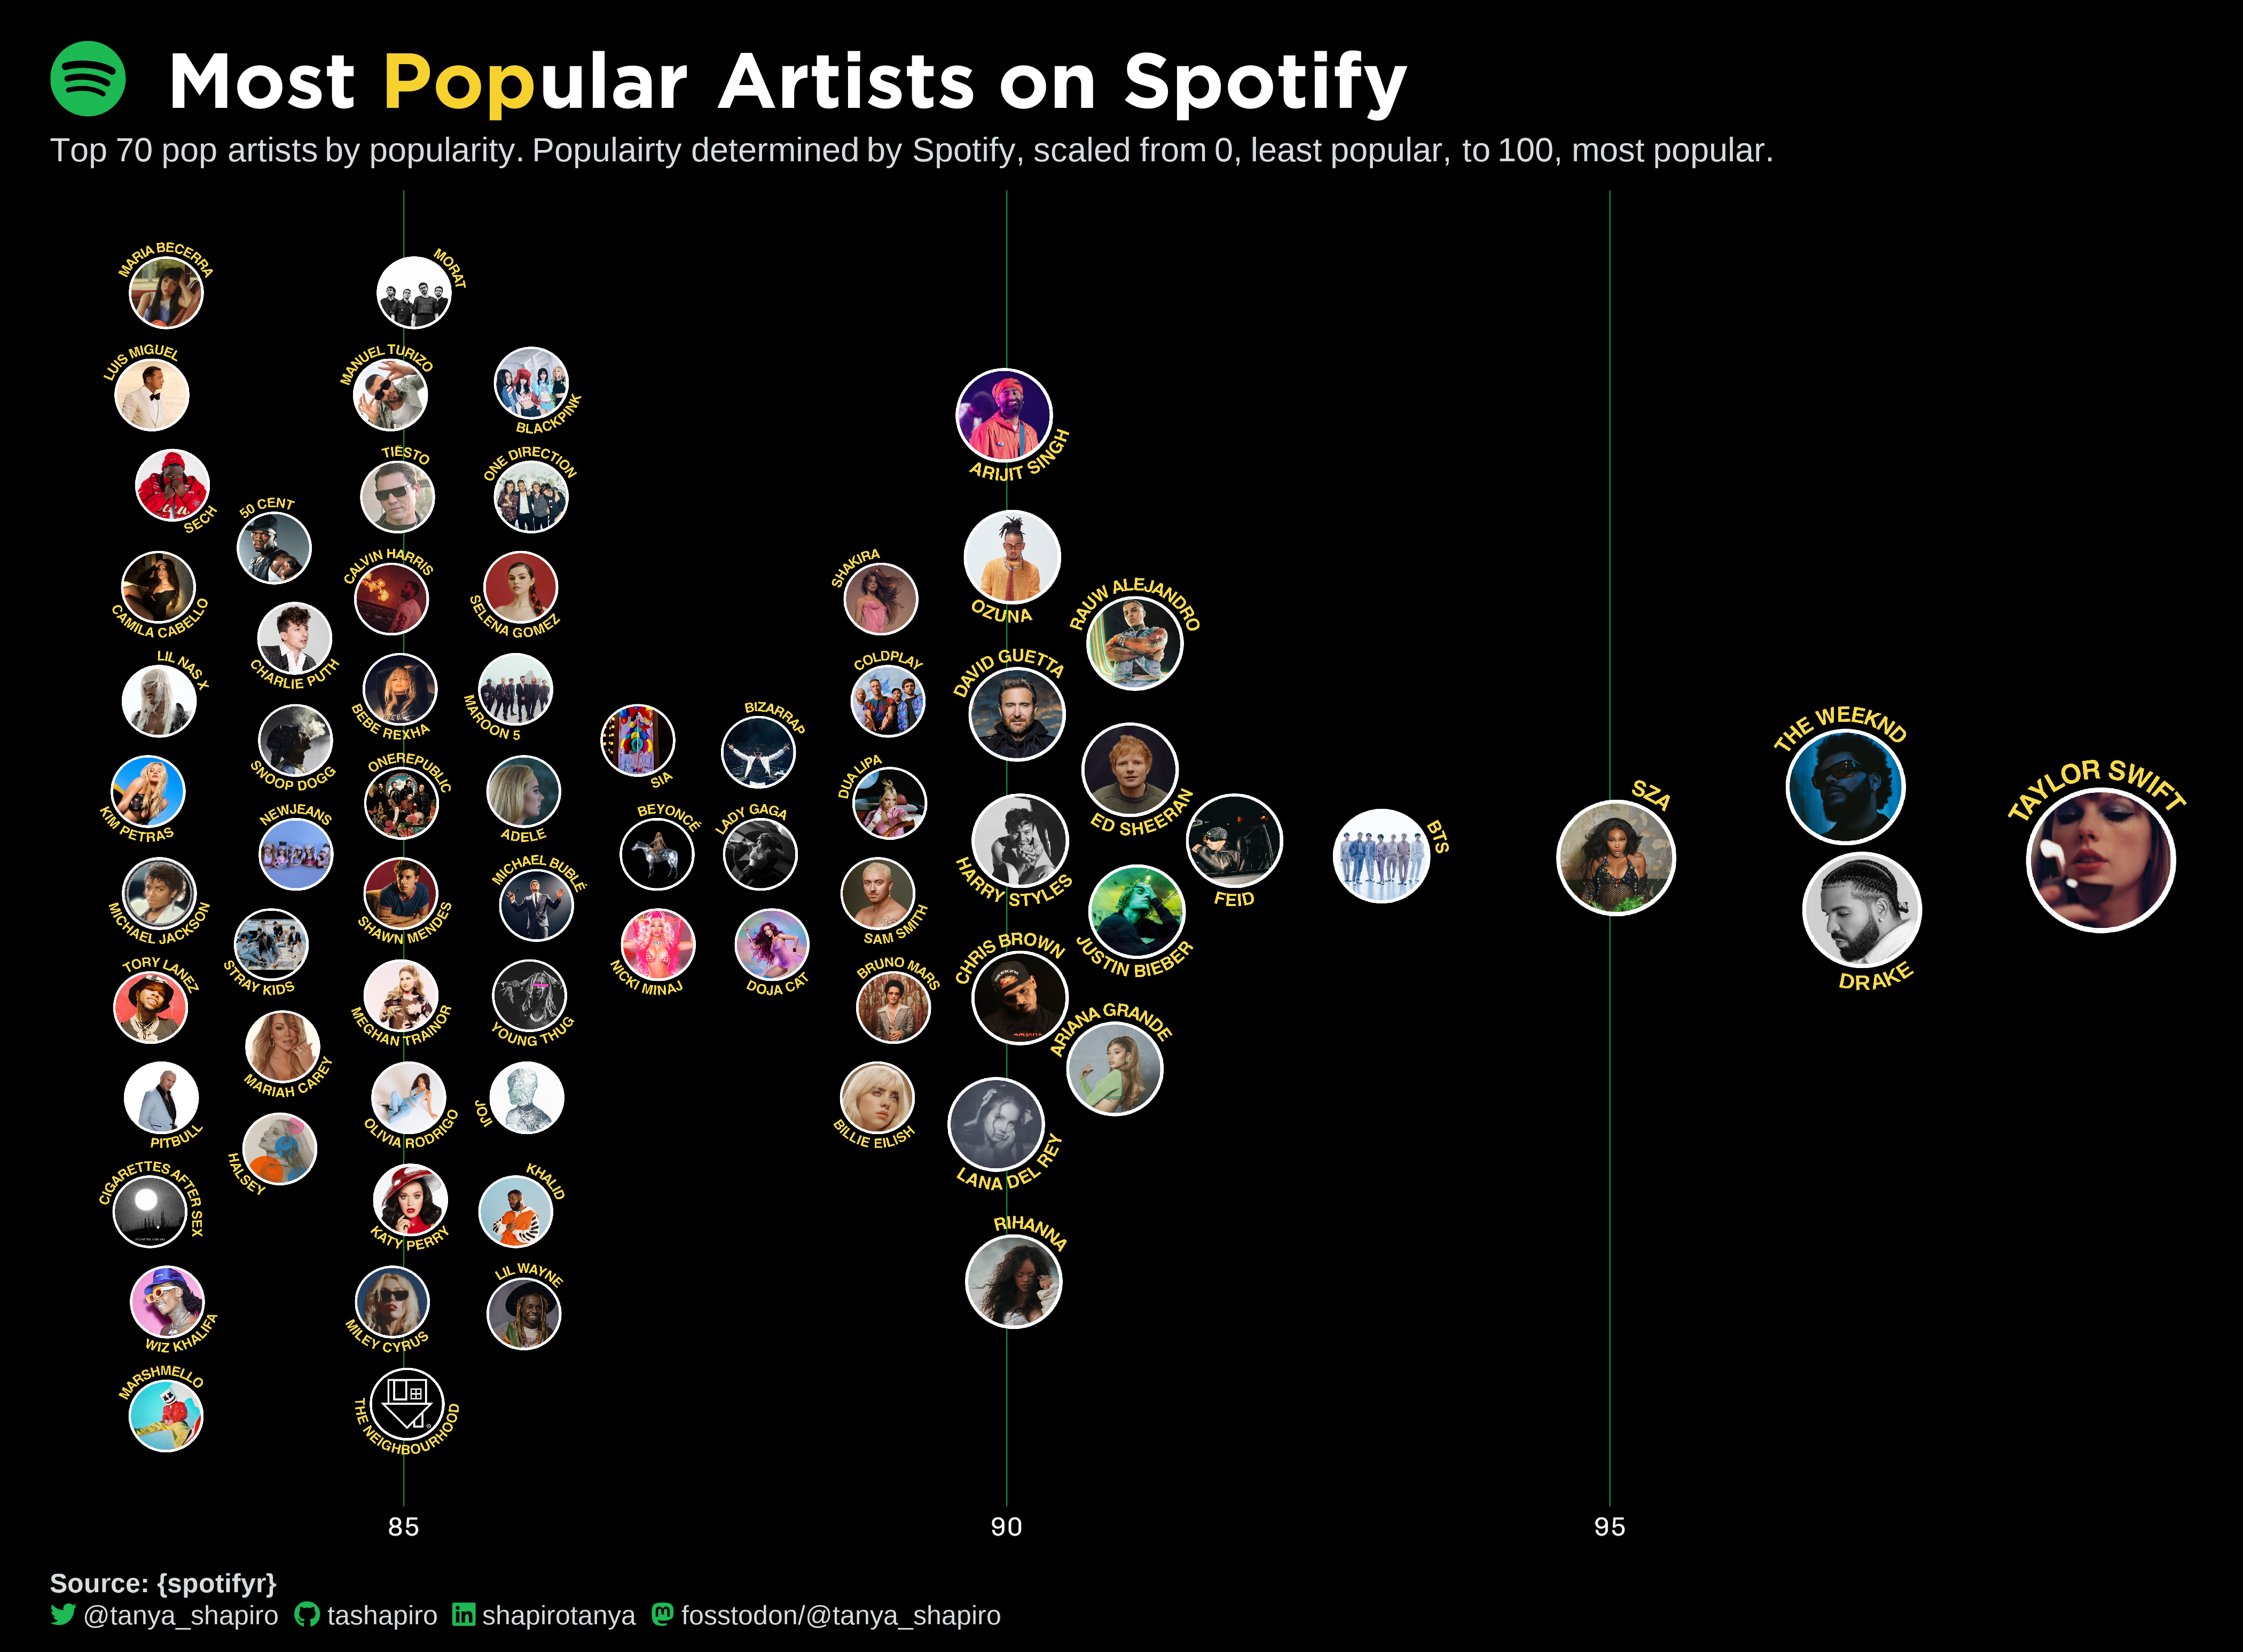 Most Popular Artists on Spotify
Top 70 pop artists by popularity. Populairty determined by Spotify, scaled from 0, least popular, to 100, most popular.
MARIA BECERRA
MORAT
LUIS MIGUEL
MANUEL TURIZO
BLACKPINK
ARIJIT SINGH
SECH
TIËSTO
ONE DIRECTION
50 CENT
OZUNA
CAMILA CABELLO
CALVIN HARRIS
SELENA GOMEZ
SHAKIRA
RAUW ALEJANDRO
CHARLIE PUTH
LIL NAS X
BEBE REXHA
MAROON 5
COLDPLAY
DAVID GUETTA
SNOOP DOGG
SIA
BIZARRAP
THE WEEKND
ED SHEERAN
KIM PETRAS
ONEREPUBLIC
ADELE
DUA LIPA
TAYLOR SWIFT
NEWJEANS
BEYONCÉ
LADY GAGA
HARRY STYLES
FEID
BTS
SZA
MICHAEL JACKSON
SHAWN MENDES
MICHAEL BUBLÉ
SAM SMITH
JUSTIN BIEBER
DRAKE
STRAY KIDS
NICKI MINAJ
DOJA CAT
TORY LANEZ
MEGHAN TRAINOR
YOUNG THUG
BRUNO MARS
CHRIS BROWN
MARIAH CAREY
ARIANA GRANDE
PITBULL
OLIVIA RODRIGO
JOJI
BILLIE EILISH
LANA DEL REY
HALSEY
CIGARETTES AFTER SEX
KATY PERRY
KHALID
RIHANNA
WIZ KHALIFA
MILEY CYRUS
LIL WAYNE
MARSHMELLO
THE NEIGHBOURHOOD
85
90
95
Source: {spotifyr}
@tanya_shapiro tashapiro shapirotanya fosstodon/@tanya_shapiro